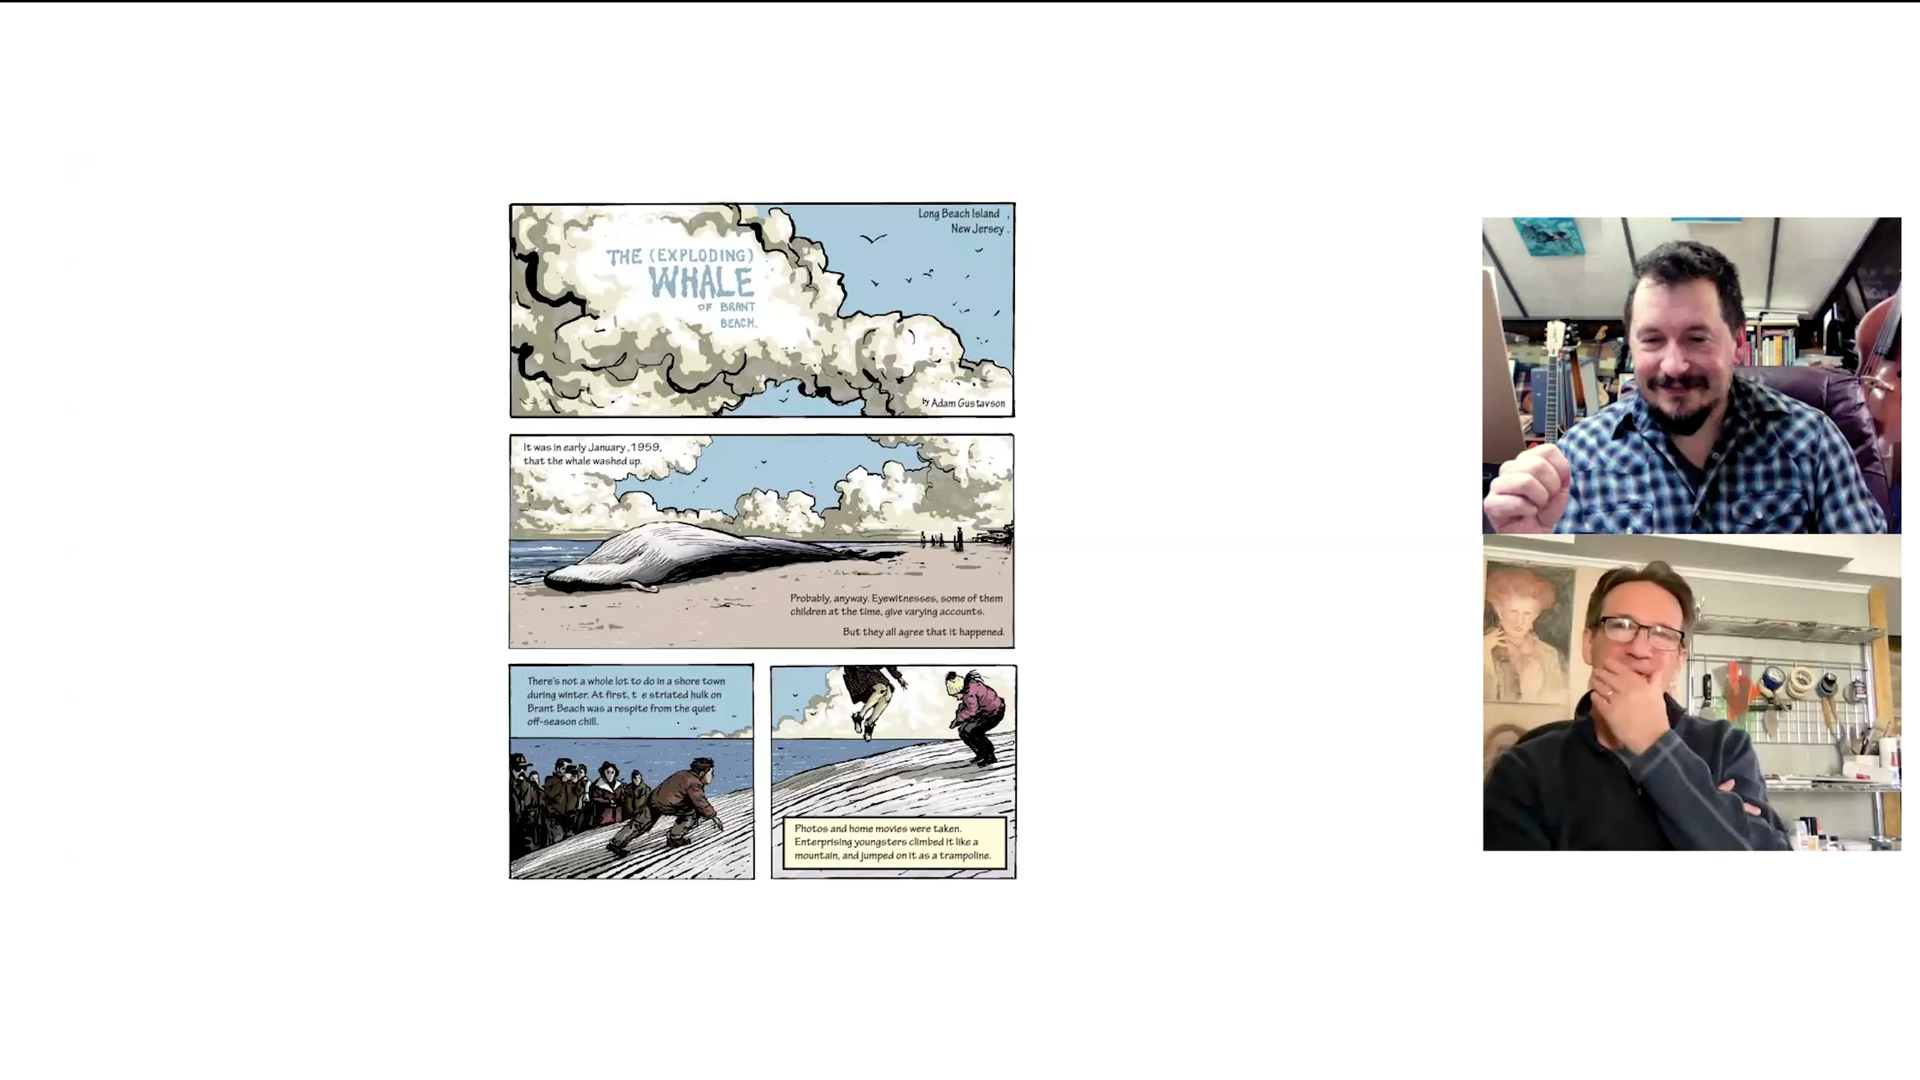 Long Beach Island ,
New Jersey .
THE (EXPLODING)
WHALE
OF BRANT
BEACH.
by Adam Gustavson
It was in early January , 1959,
that the whale washed up.
Probably, anyway. Eyewitnesses, some of them
children at the time, give varying accounts.
But they all agree that it happened.
There's not a whole lot to do in a shore town
during winter. At first, t e striated hulk on
Brant Beach was a respite from the quiet
off-season chill.
Photos and home movies were taken.
Enterprising youngsters climbed it like a
mountain, and jumped on it as a trampoline.